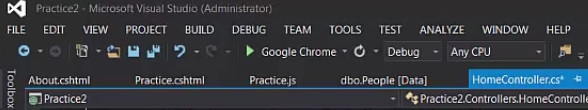 Practice2 - Microsoft Visual Studio (Administrator)
FILE EDIT VIEW PROJECT BUILD DEBUG TEAM TOOLS TEST ANALYZE WINDOW HELP
Google Chrome Debug Any CPU
Toolbox
About.cshtml Practice.cshtml Practice.js dbo.People [Data] HomeController.cs*
Practice2 Practice2.Controllers.HomeControll